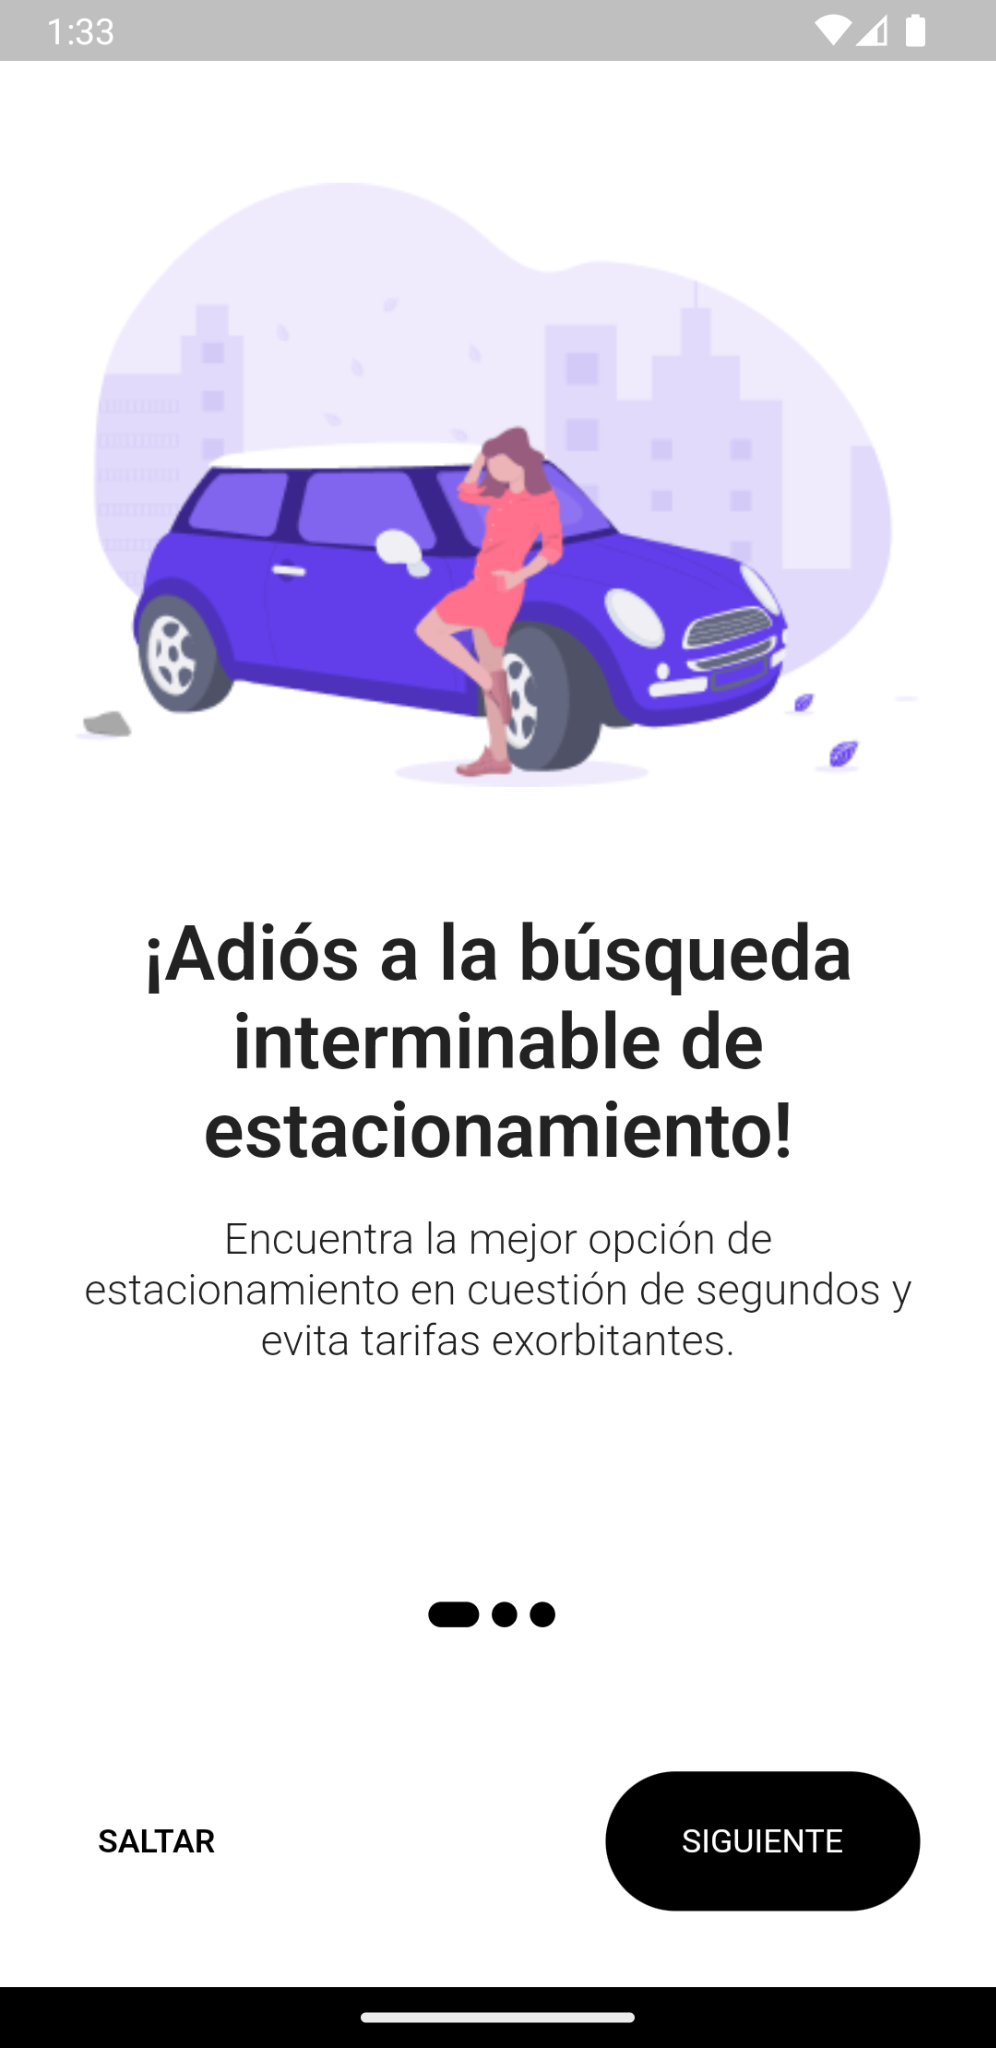 1:33
¡Adiós a la búsqueda
interminable de
estacionamiento!
Encuentra la mejor opción de
estacionamiento en cuestión de segundos y
evita tarifas exorbitantes.
SALTAR
SIGUIENTE